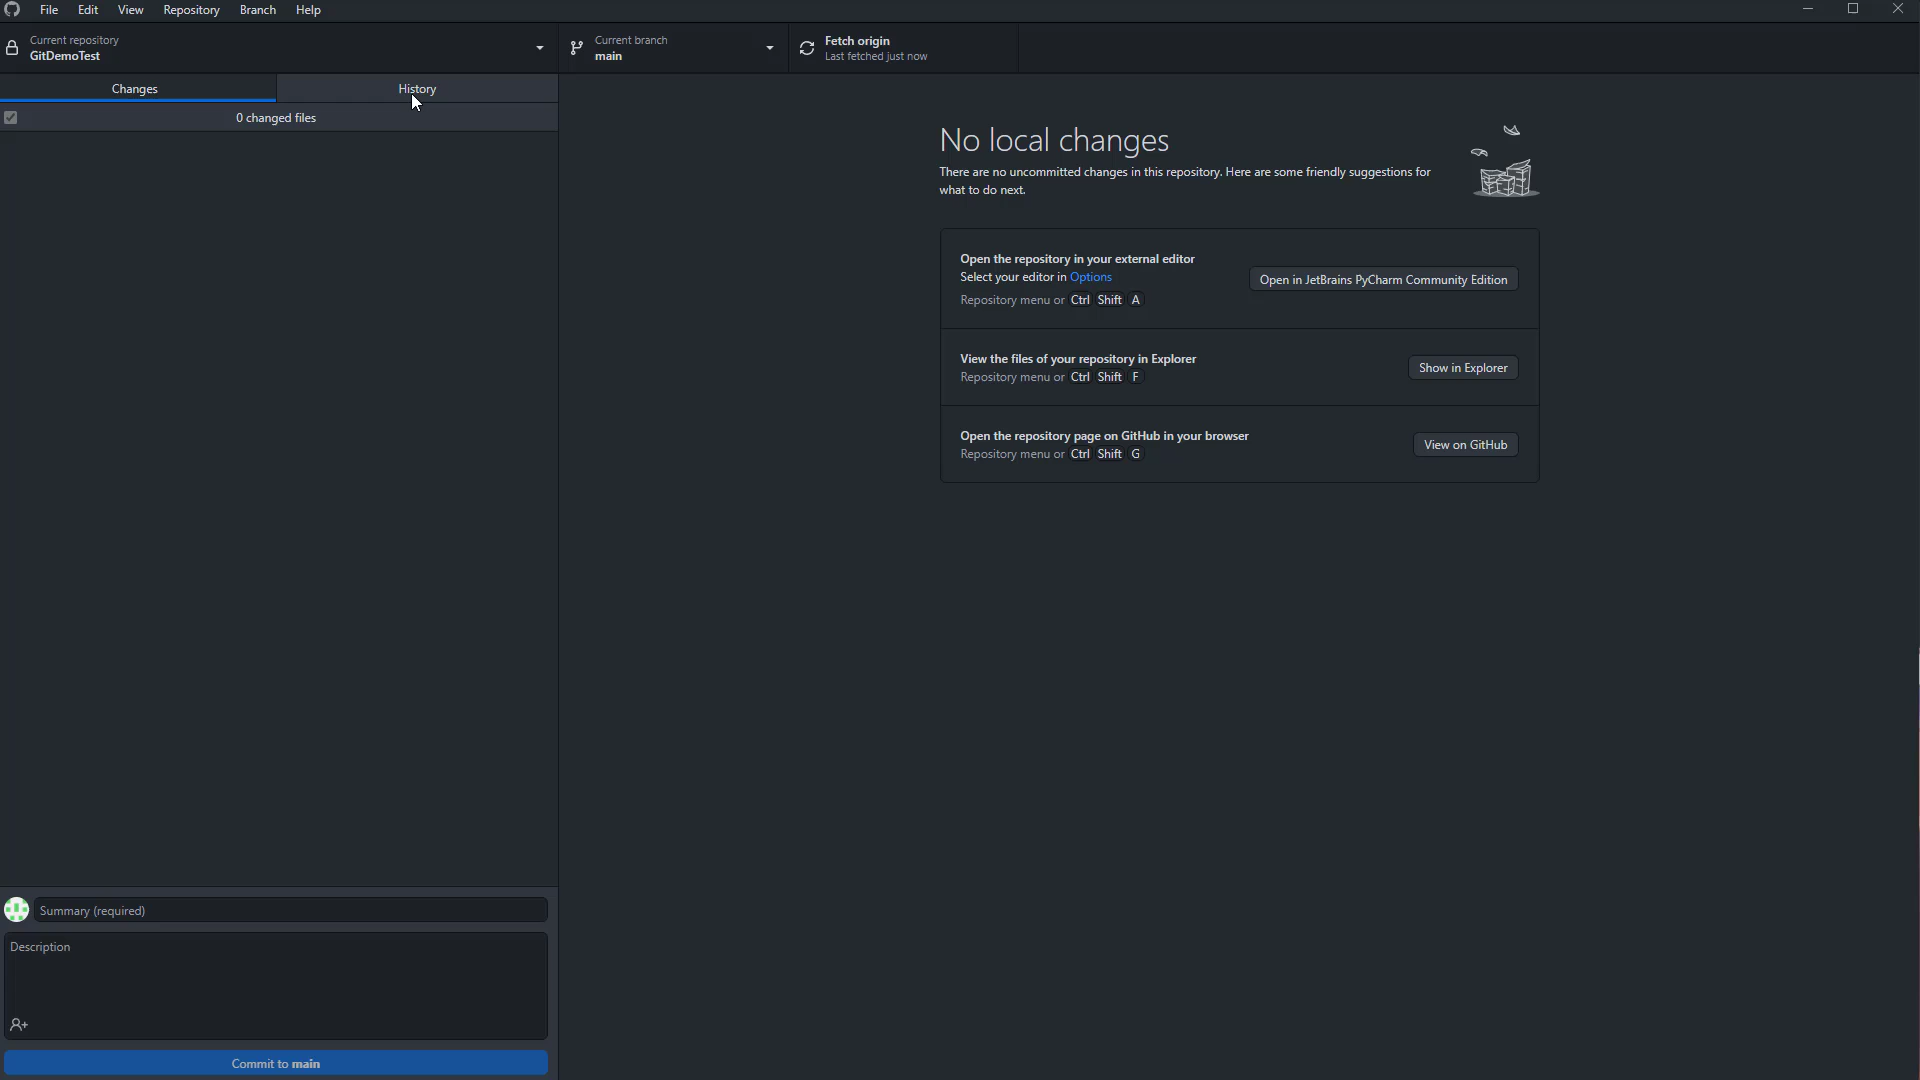 File Edit View Repository Branch Help
Current repository
GitDemoTest
Current branch
main
Fetch origin
Last fetched just now
Changes
History
0 changed files
No local changes
There are no uncommitted changes in this repository. Here are some friendly suggestions for
what to do next.
Open the repository in your external editor
Select your editor in Options
Repository menu or Ctrl Shift A
Open in JetBrains PyCharm Community Edition
View the files of your repository in Explorer
Repository menu or Ctrl Shift F
Show in Explorer
Open the repository page on GitHub in your browser
Repository menu or Ctrl Shift G
View on GitHub
Summary (required)
Description
Commit to main